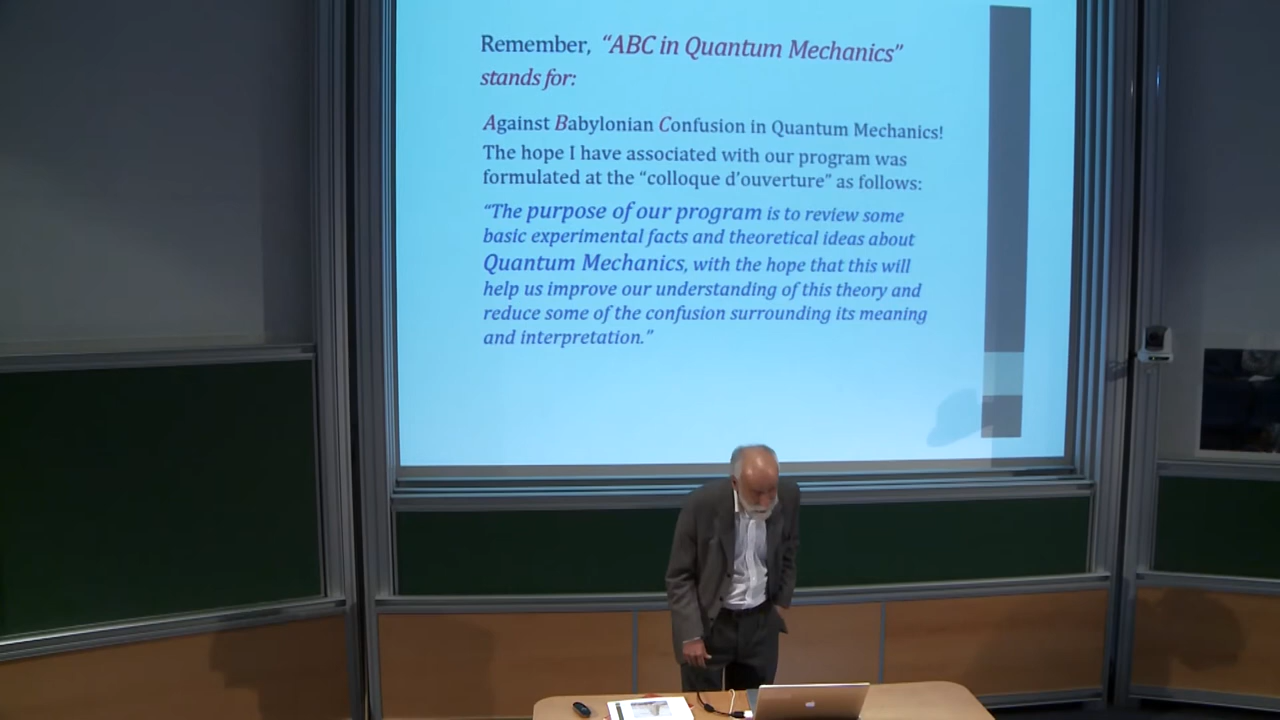 Remember, “ABC in Quantum Mechanics”
stands for:
Against Babylonian Confusion in Quantum Mechanics!
The hope I have associated with our program was
formulated at the “colloque d’ouverture” as follows:
“The purpose of our program is to review some
basic experimental facts and theoretical ideas about
Quantum Mechanics, with the hope that this will
help us improve our understanding of this theory and
reduce some of the confusion surrounding its meaning
and interpretation.”